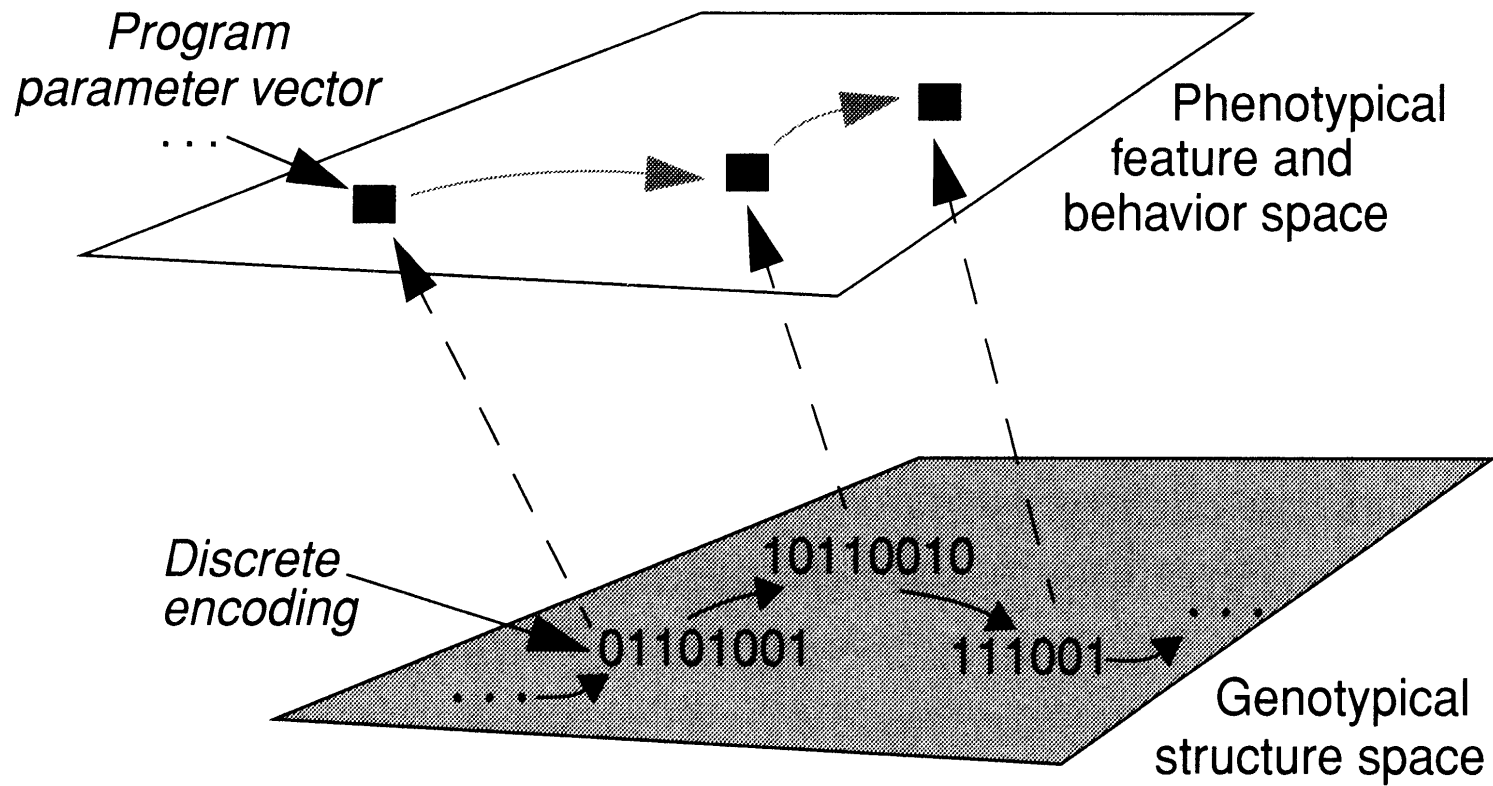 Program
parameter vector
. . .
Phenotypical
feature and
behavior space
Discrete
encoding
10110010
01101001
111001
. . .
. . .
Genotypical
structure space